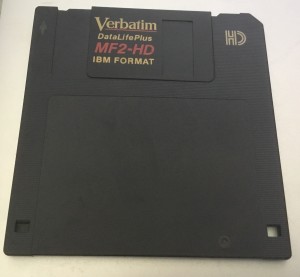 Verbatim
DataLifePlus
MF2-HD
IBM FORMAT
HD